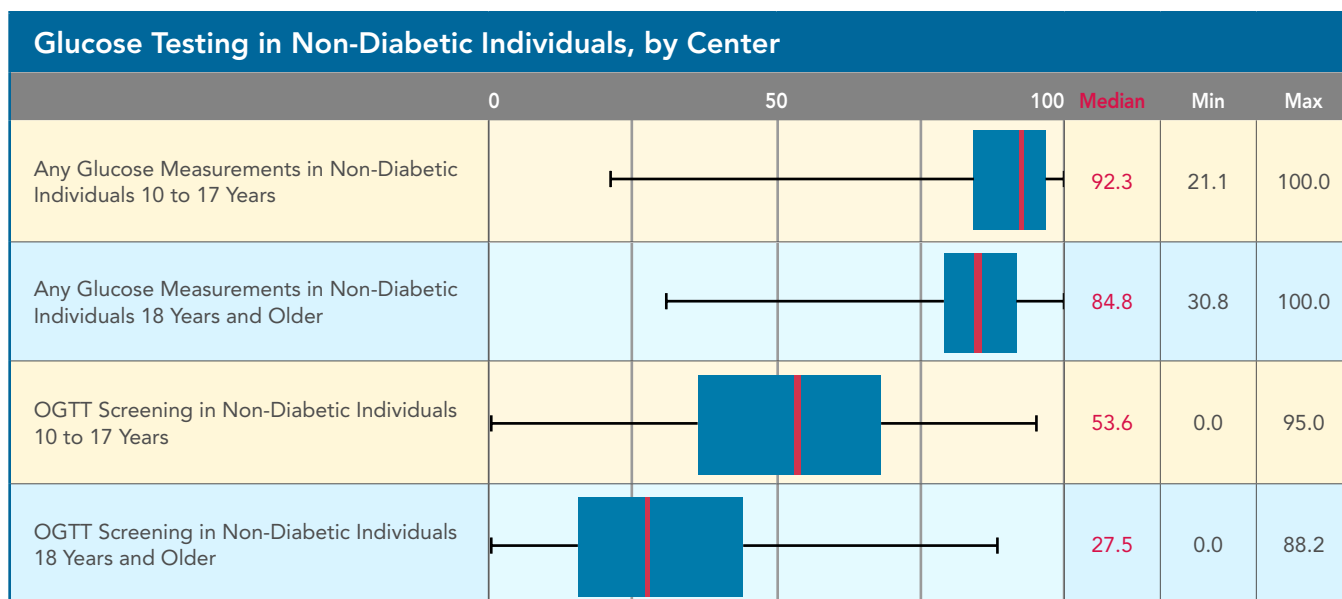 Glucose Testing in Non-Diabetic Individuals, by Center
0 50 100 Median Min Max
Any Glucose Measurements in Non-Diabetic
Individuals 10 to 17 Years
92.3 21.1 100.0
Any Glucose Measurements in Non-Diabetic
Individuals 18 Years and Older
84.8 30.8 100.0
OGTT Screening in Non-Diabetic Individuals
10 to 17 Years
53.6 0.0 95.0
OGTT Screening in Non-Diabetic Individuals
18 Years and Older
27.5 0.0 88.2